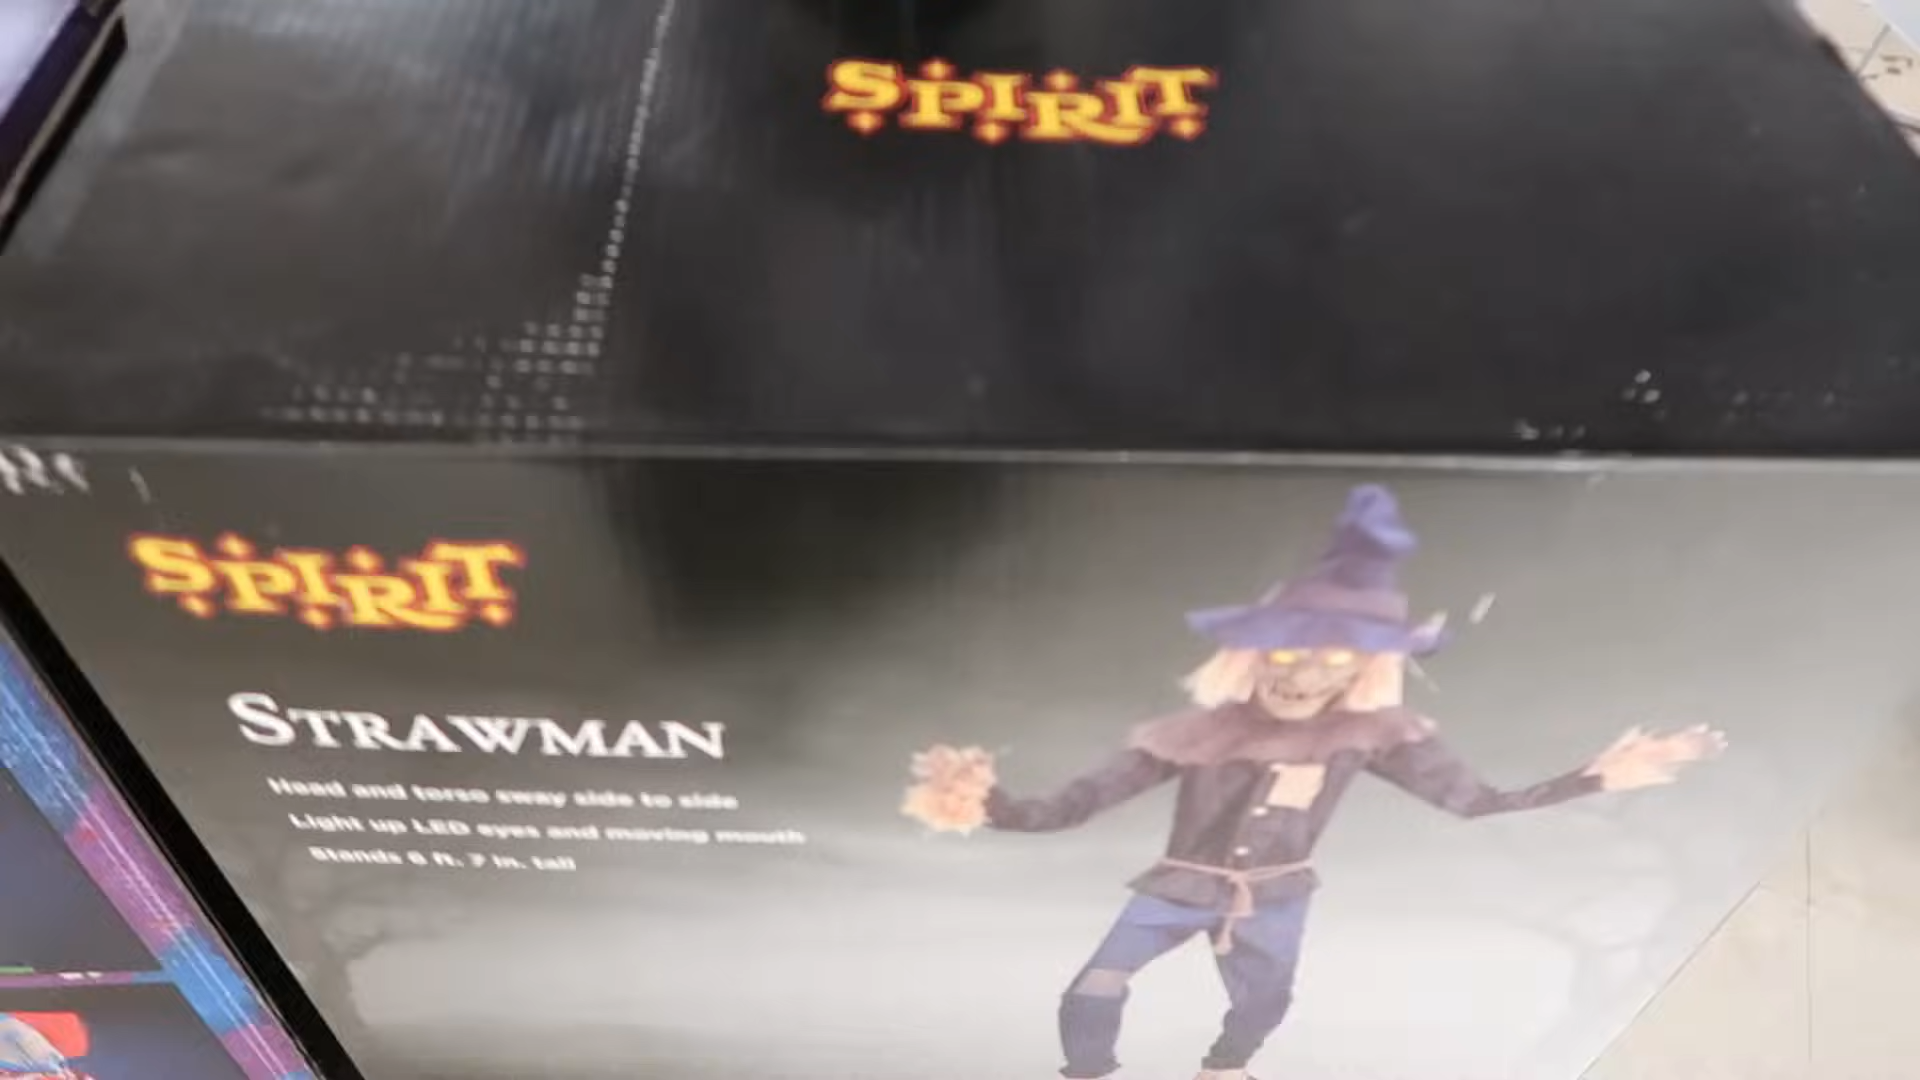 SPIRIT
SPIRIT
STRAWMAN
Head and torso sway side to side
Light up LED eyes and moving mouth
Stands 6 ft. 7 in. tall